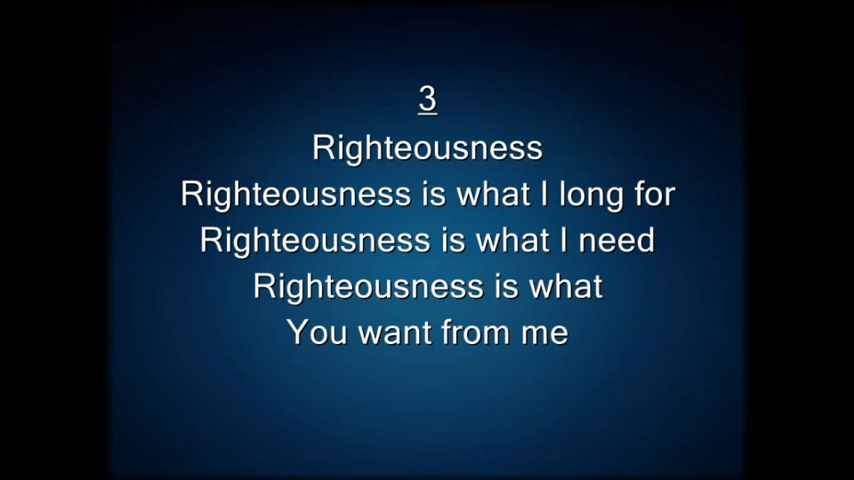 3
Righteousness
Righteousness is what I long for
Righteousness is what I need
Righteousness is what
You want from me